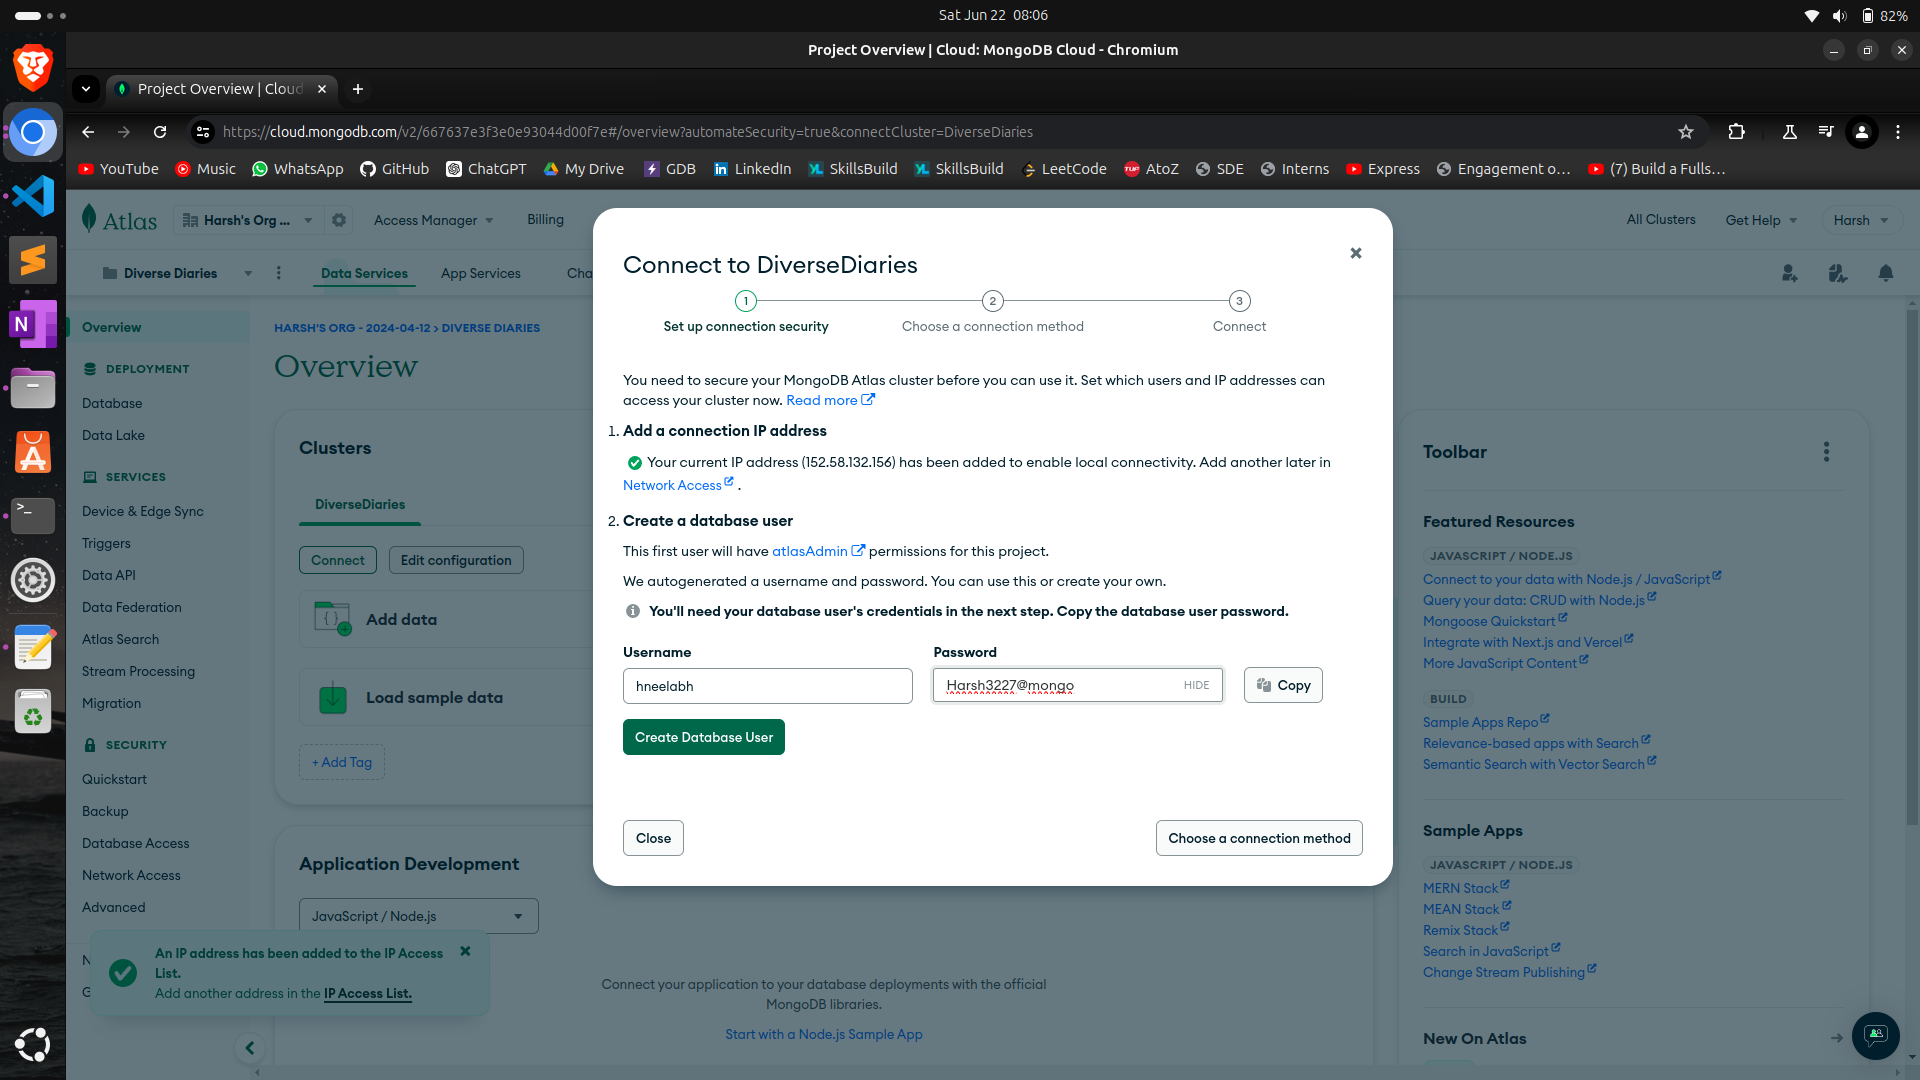 Sat Jun 22 08:06
82%
Project Overview | Cloud: MongoDB Cloud - Chromium
Project Overview | Cloud
https://cloud.mongodb.com/v2/667637e3f3e0e93044d00f7e#/overview?automateSecurity=true&connectCluster=DiverseDiaries
YouTube Music WhatsApp GitHub ChatGPT My Drive GDB LinkedIn SkillsBuild SkillsBuild LeetCode AtoZ SDE Interns Express Engagement o... (7) Build a Fulls...
Atlas Harsh's Org ... Access Manager Billing All Clusters Get Help Harsh
Diverse Diaries Data Services App Services Cha
Overview
DEPLOYMENT
Database
Data Lake
SERVICES
Device & Edge Sync
Triggers
Data API
Data Federation
Atlas Search
Stream Processing
Migration
SECURITY
Quickstart
Backup
Database Access
Network Access
Advanced
N
G
HARSH'S ORG - 2024-04-12 > DIVERSE DIARIES
Overview
Clusters
DiverseDiaries
Connect Edit configuration
Add data
Load sample data
+ Add Tag
Application Development
JavaScript / Node.js
An IP address has been added to the IP Access
List.
Add another address in the IP Access List.
Connect your application to your database deployments with the official
MongoDB libraries.
Start with a Node.js Sample App
Connect to DiverseDiaries
1 2 3
Set up connection security Choose a connection method Connect
You need to secure your MongoDB Atlas cluster before you can use it. Set which users and IP addresses can
access your cluster now. Read more
1. Add a connection IP address
Your current IP address (152.58.132.156) has been added to enable local connectivity. Add another later in
Network Access .
2. Create a database user
This first user will have atlasAdmin permissions for this project.
We autogenerated a username and password. You can use this or create your own.
You'll need your database user's credentials in the next step. Copy the database user password.
Username Password
hneelabh Harsh3227@mongo HIDE Copy
Create Database User
Close Choose a connection method
Toolbar
Featured Resources
JAVASCRIPT / NODE.JS
Connect to your data with Node.js / JavaScript
Query your data: CRUD with Node.js
Mongoose Quickstart
Integrate with Next.js and Vercel
More JavaScript Content
BUILD
Sample Apps Repo
Relevance-based apps with Search
Semantic Search with Vector Search
Sample Apps
JAVASCRIPT / NODE.JS
MERN Stack
MEAN Stack
Remix Stack
Search in JavaScript
Change Stream Publishing
New On Atlas